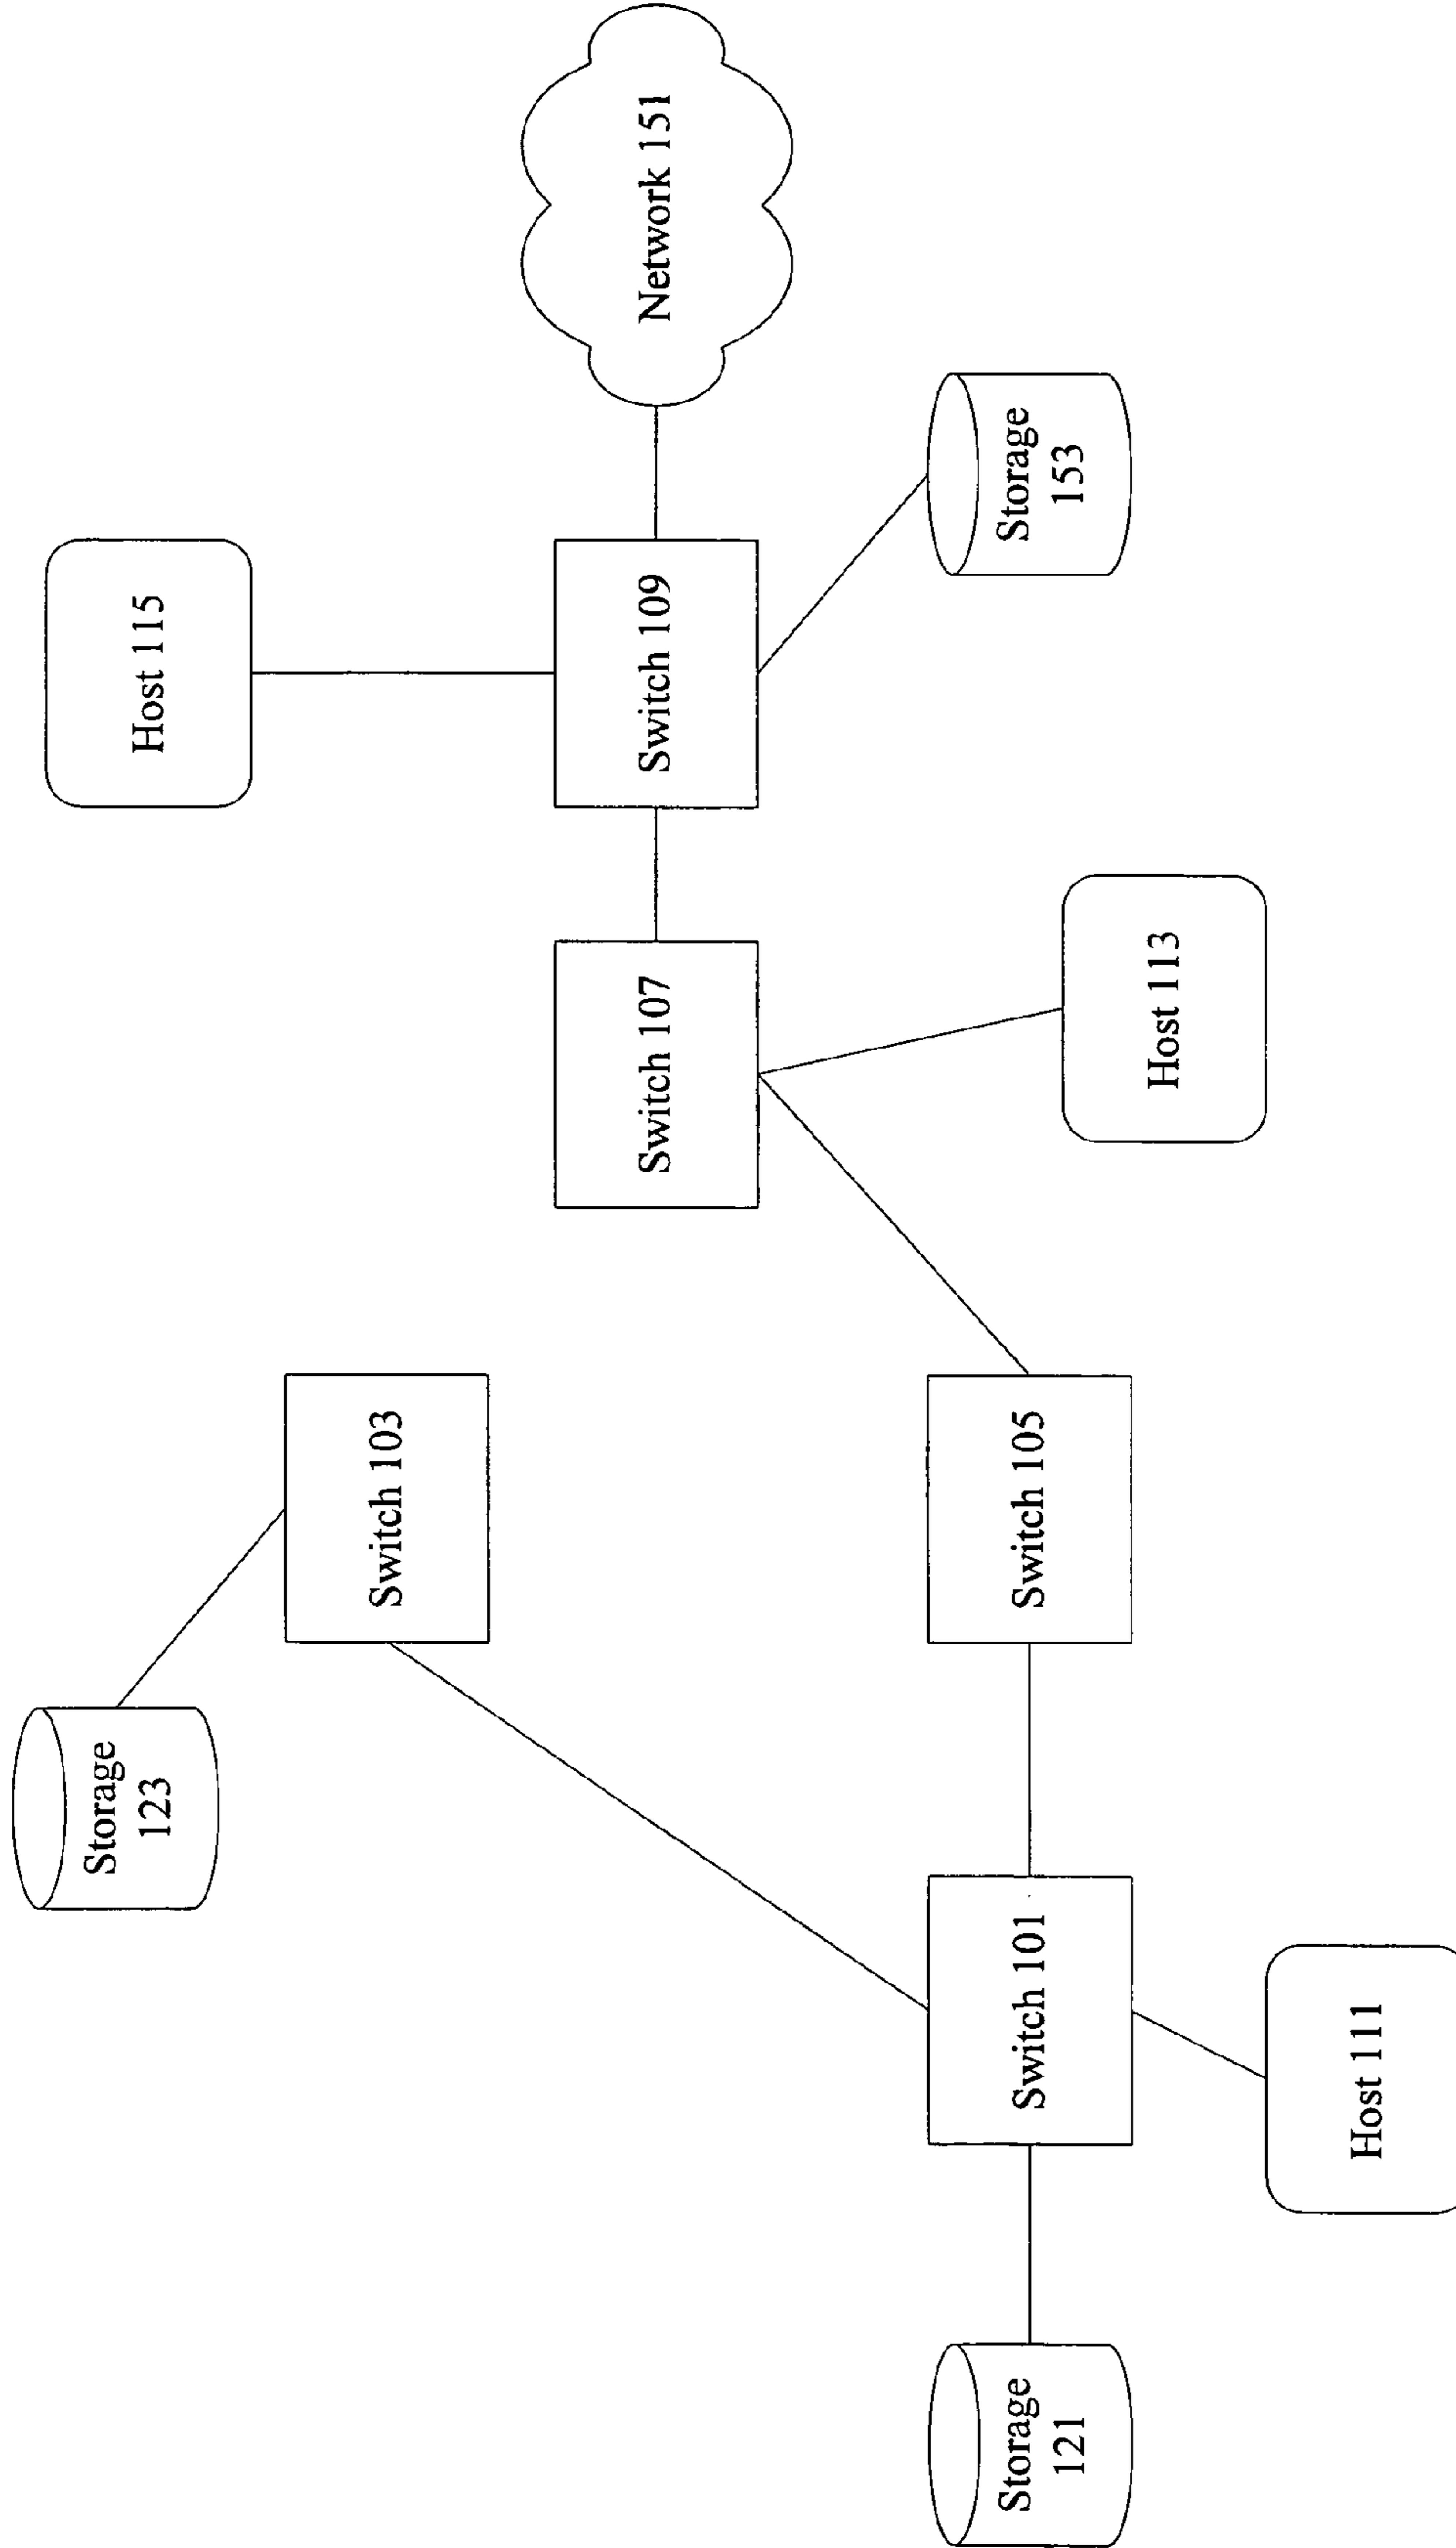 Storage
123
Host 115
Switch 103
Switch 107
Switch 109
Network 151
Storage
121
Switch 101
Switch 105
Storage
153
Host 113
Host 111